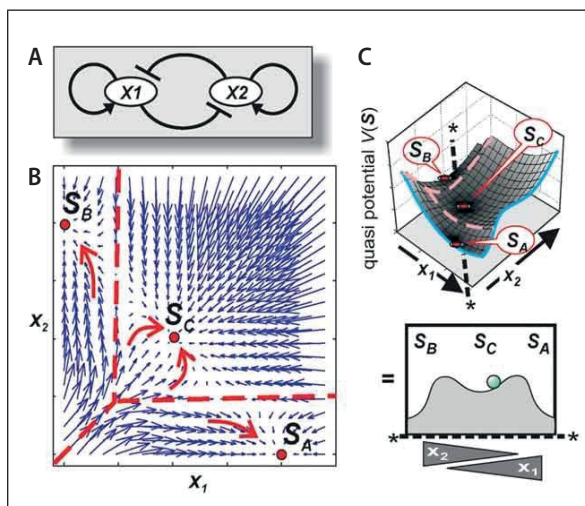 A
X1 X2
B
S_B
S_C
S_A
x_2
x_1
C
quasi potential V(S)
*
S_C
S_B
S_A
x_1
x_2
*
S_B S_C S_A
=
* *
x_2
x_1